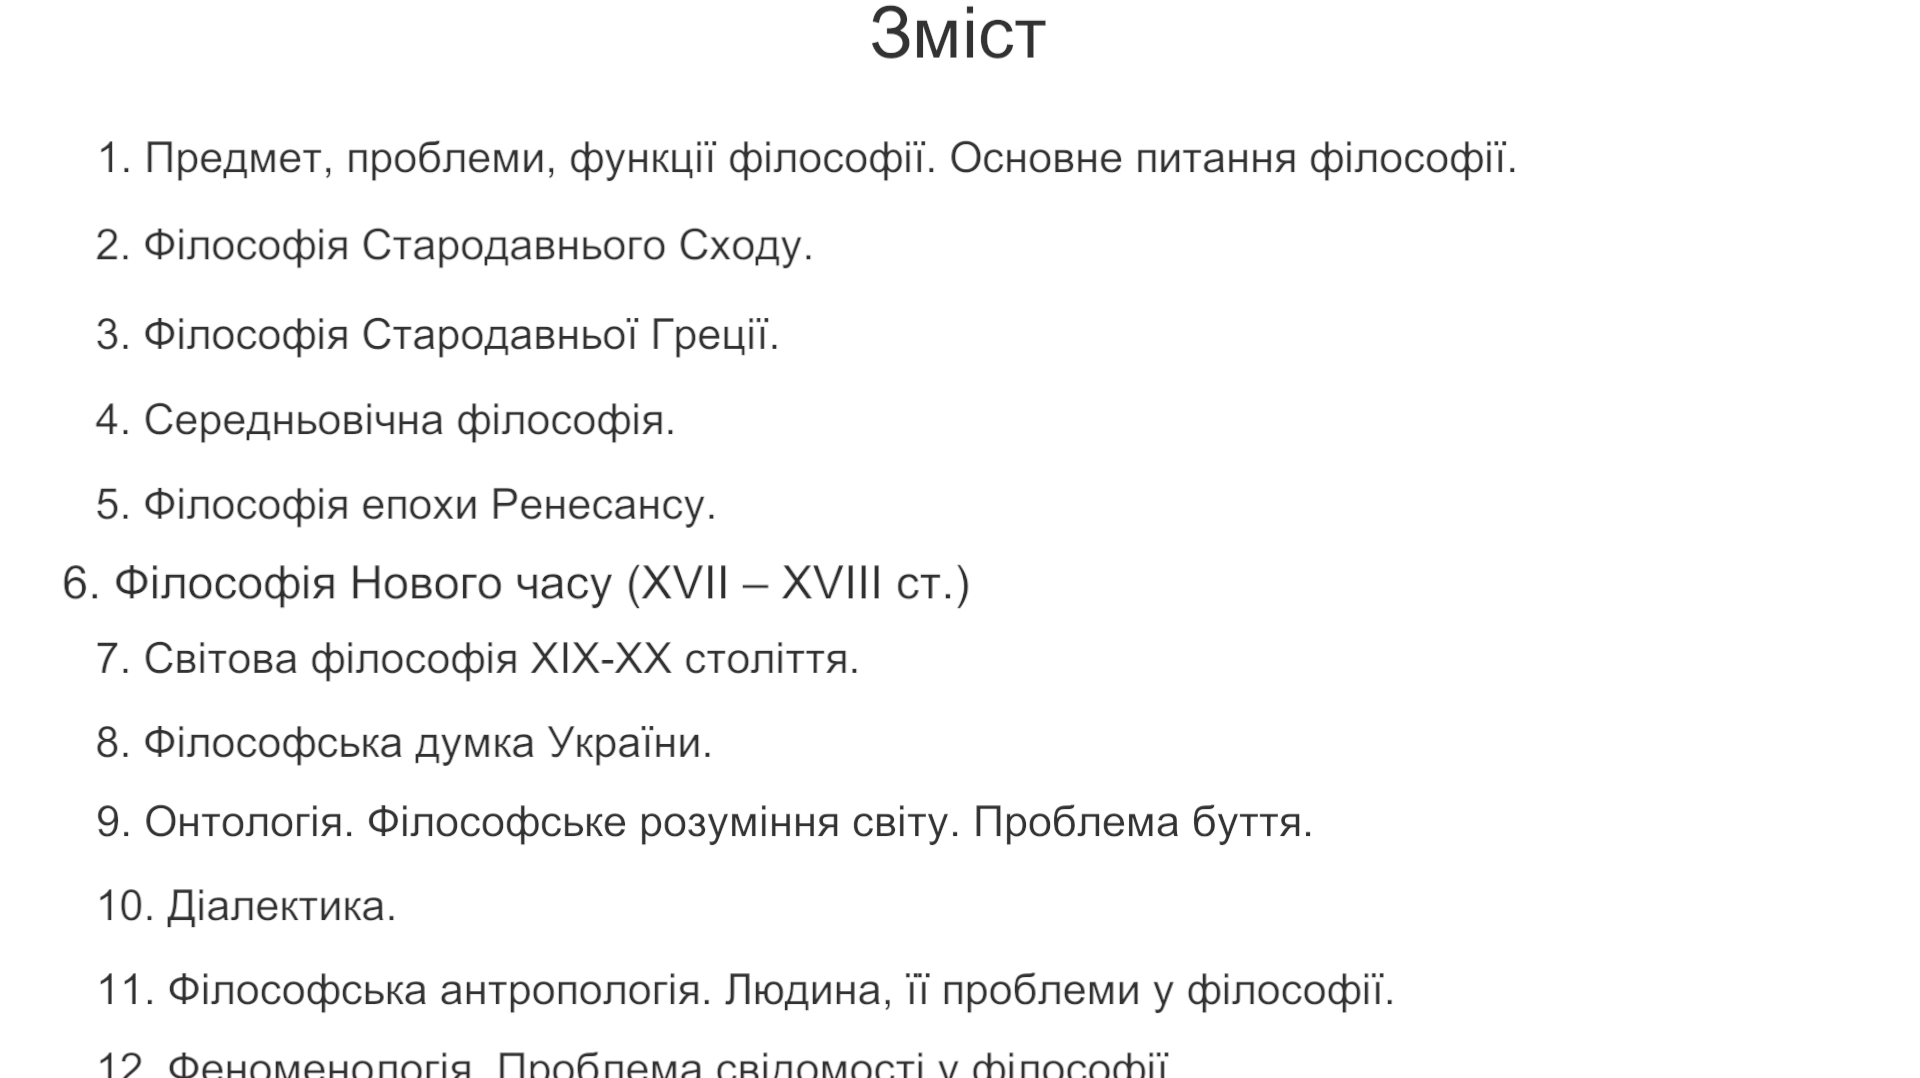 Зміст
1. Предмет, проблеми, функції філософії. Основне питання філософії.
2. Філософія Стародавнього Сходу.
3. Філософія Стародавньої Греції.
4. Середньовічна філософія.
5. Філософія епохи Ренесансу.
6. Філософія Нового часу (XVII – XVIII ст.)
7. Світова філософія ХІХ-ХХ століття.
8. Філософська думка України.
9. Онтологія. Філософське розуміння світу. Проблема буття.
10. Діалектика.
11. Філософська антропологія. Людина, її проблеми у філософії.
12. Феноменологія. Проблема свідомості у філософії